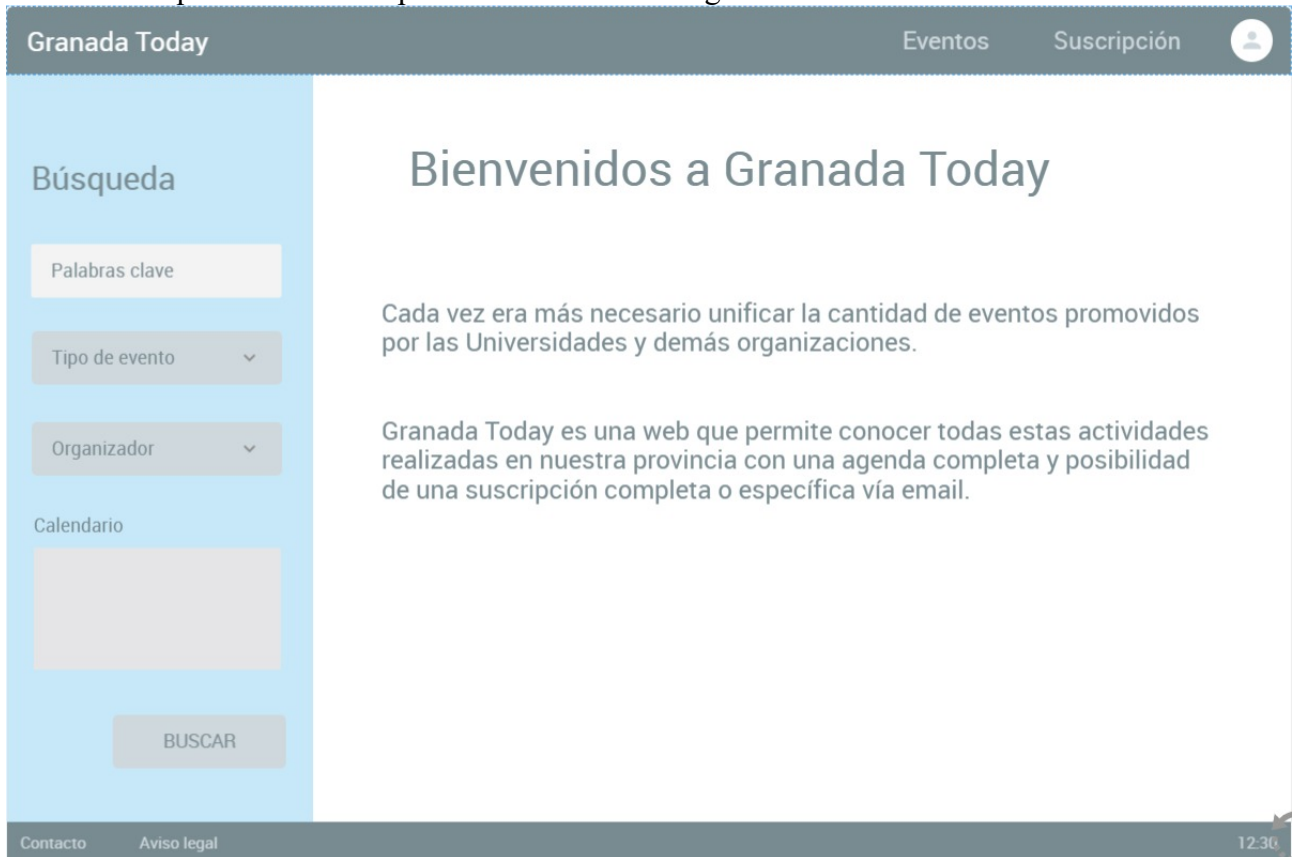 Granada Today
Eventos
Suscripción
Búsqueda
Palabras clave
Tipo de evento
Organizador
Calendario
BUSCAR
Bienvenidos a Granada Today
Cada vez era más necesario unificar la cantidad de eventos promovidos
por las Universidades y demás organizaciones.
Granada Today es una web que permite conocer todas estas actividades
realizadas en nuestra provincia con una agenda completa y posibilidad
de una suscripción completa o específica vía email.
Contacto
Aviso legal
12:30